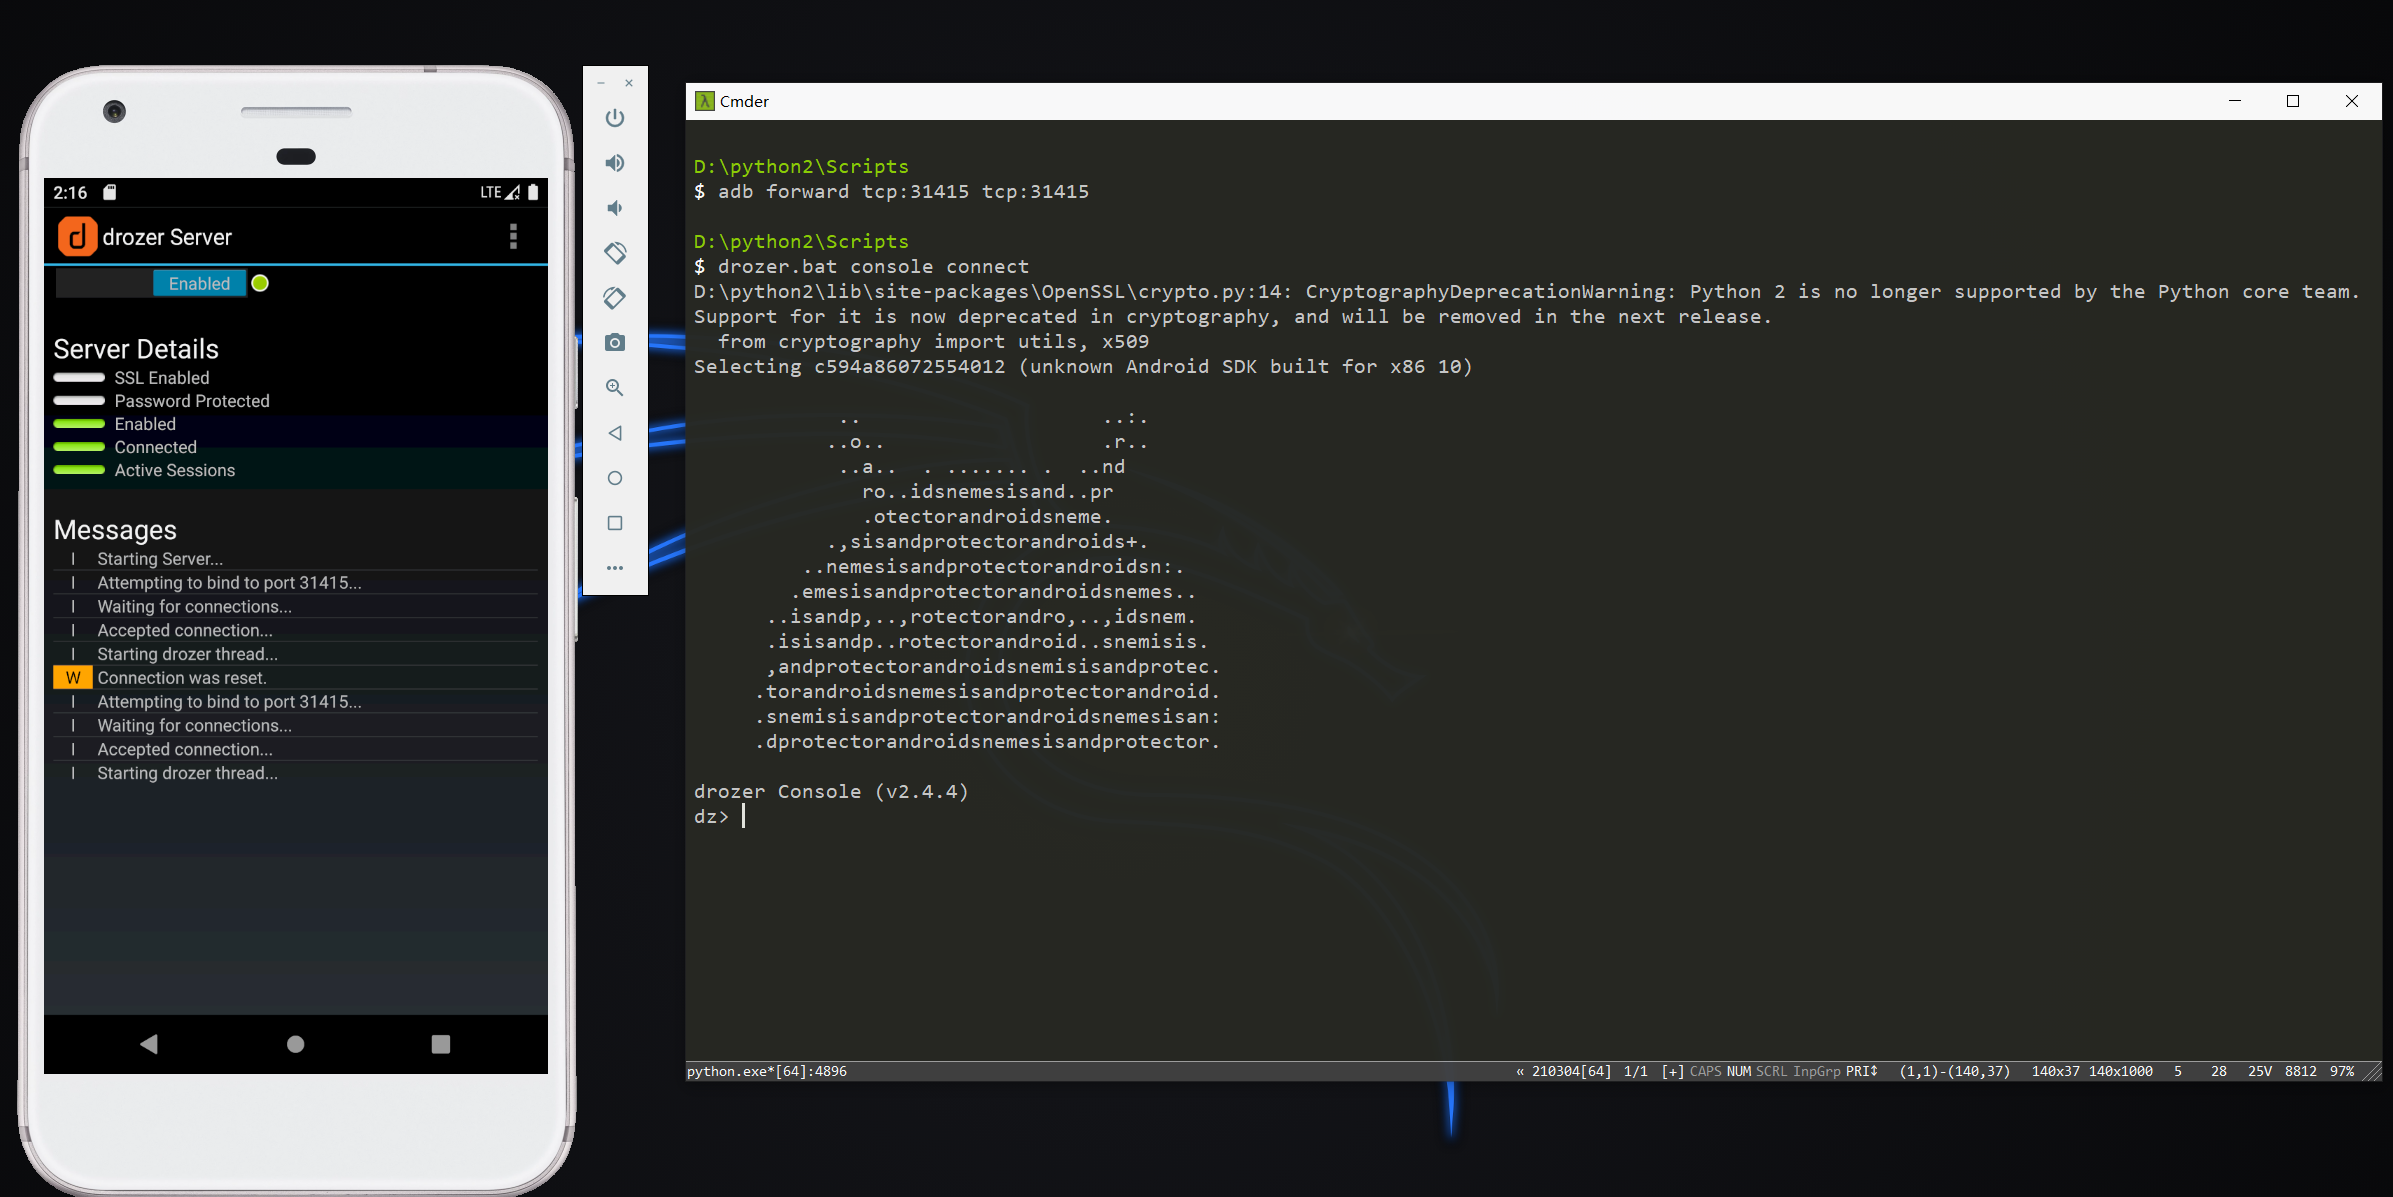 2:16
LTE
drozer Server
Enabled
Server Details
SSL Enabled
Password Protected
Enabled
Connected
Active Sessions
Messages
I Starting Server...
I Attempting to bind to port 31415...
I Waiting for connections...
I Accepted connection...
I Starting drozer thread...
W Connection was reset.
I Attempting to bind to port 31415...
I Waiting for connections...
I Accepted connection...
I Starting drozer thread...
λ Cmder
D:\python2\Scripts
$ adb forward tcp:31415 tcp:31415
D:\python2\Scripts
$ drozer.bat console connect
D:\python2\lib\site-packages\OpenSSL\crypto.py:14: CryptographyDeprecationWarning: Python 2 is no longer supported by the Python core team.
Support for it is now deprecated in cryptography, and will be removed in the next release.
  from cryptography import utils, x509
Selecting c594a86072554012 (unknown Android SDK built for x86 10)
            ..                    ..:.
           ..o..                  .r..
            ..a..  . ....... .  ..nd
              ro..idsnemesisand..pr
              .otectorandroidsneme.
           .,sisandprotectorandroids+.
         ..nemesisandprotectorandroidsn:.
        .emesisandprotectorandroidsnemes..
      ..isandp,..,rotectorandro,..,idsnem.
      .isisandp..rotectorandroid..snemisis.
      ,andprotectorandroidsnemisisandprotec.
     .torandroidsnemesisandprotectorandroid.
     .snemisisandprotectorandroidsnemesisan:
     .dprotectorandroidsnemesisandprotector.
drozer Console (v2.4.4)
dz>
python.exe*[64]:4896 « 210304[64] 1/1 [+] CAPS NUM SCRL InpGrp PRI↕ (1,1)-(140,37) 140x37 140x1000 5 28 25V 8812 97%